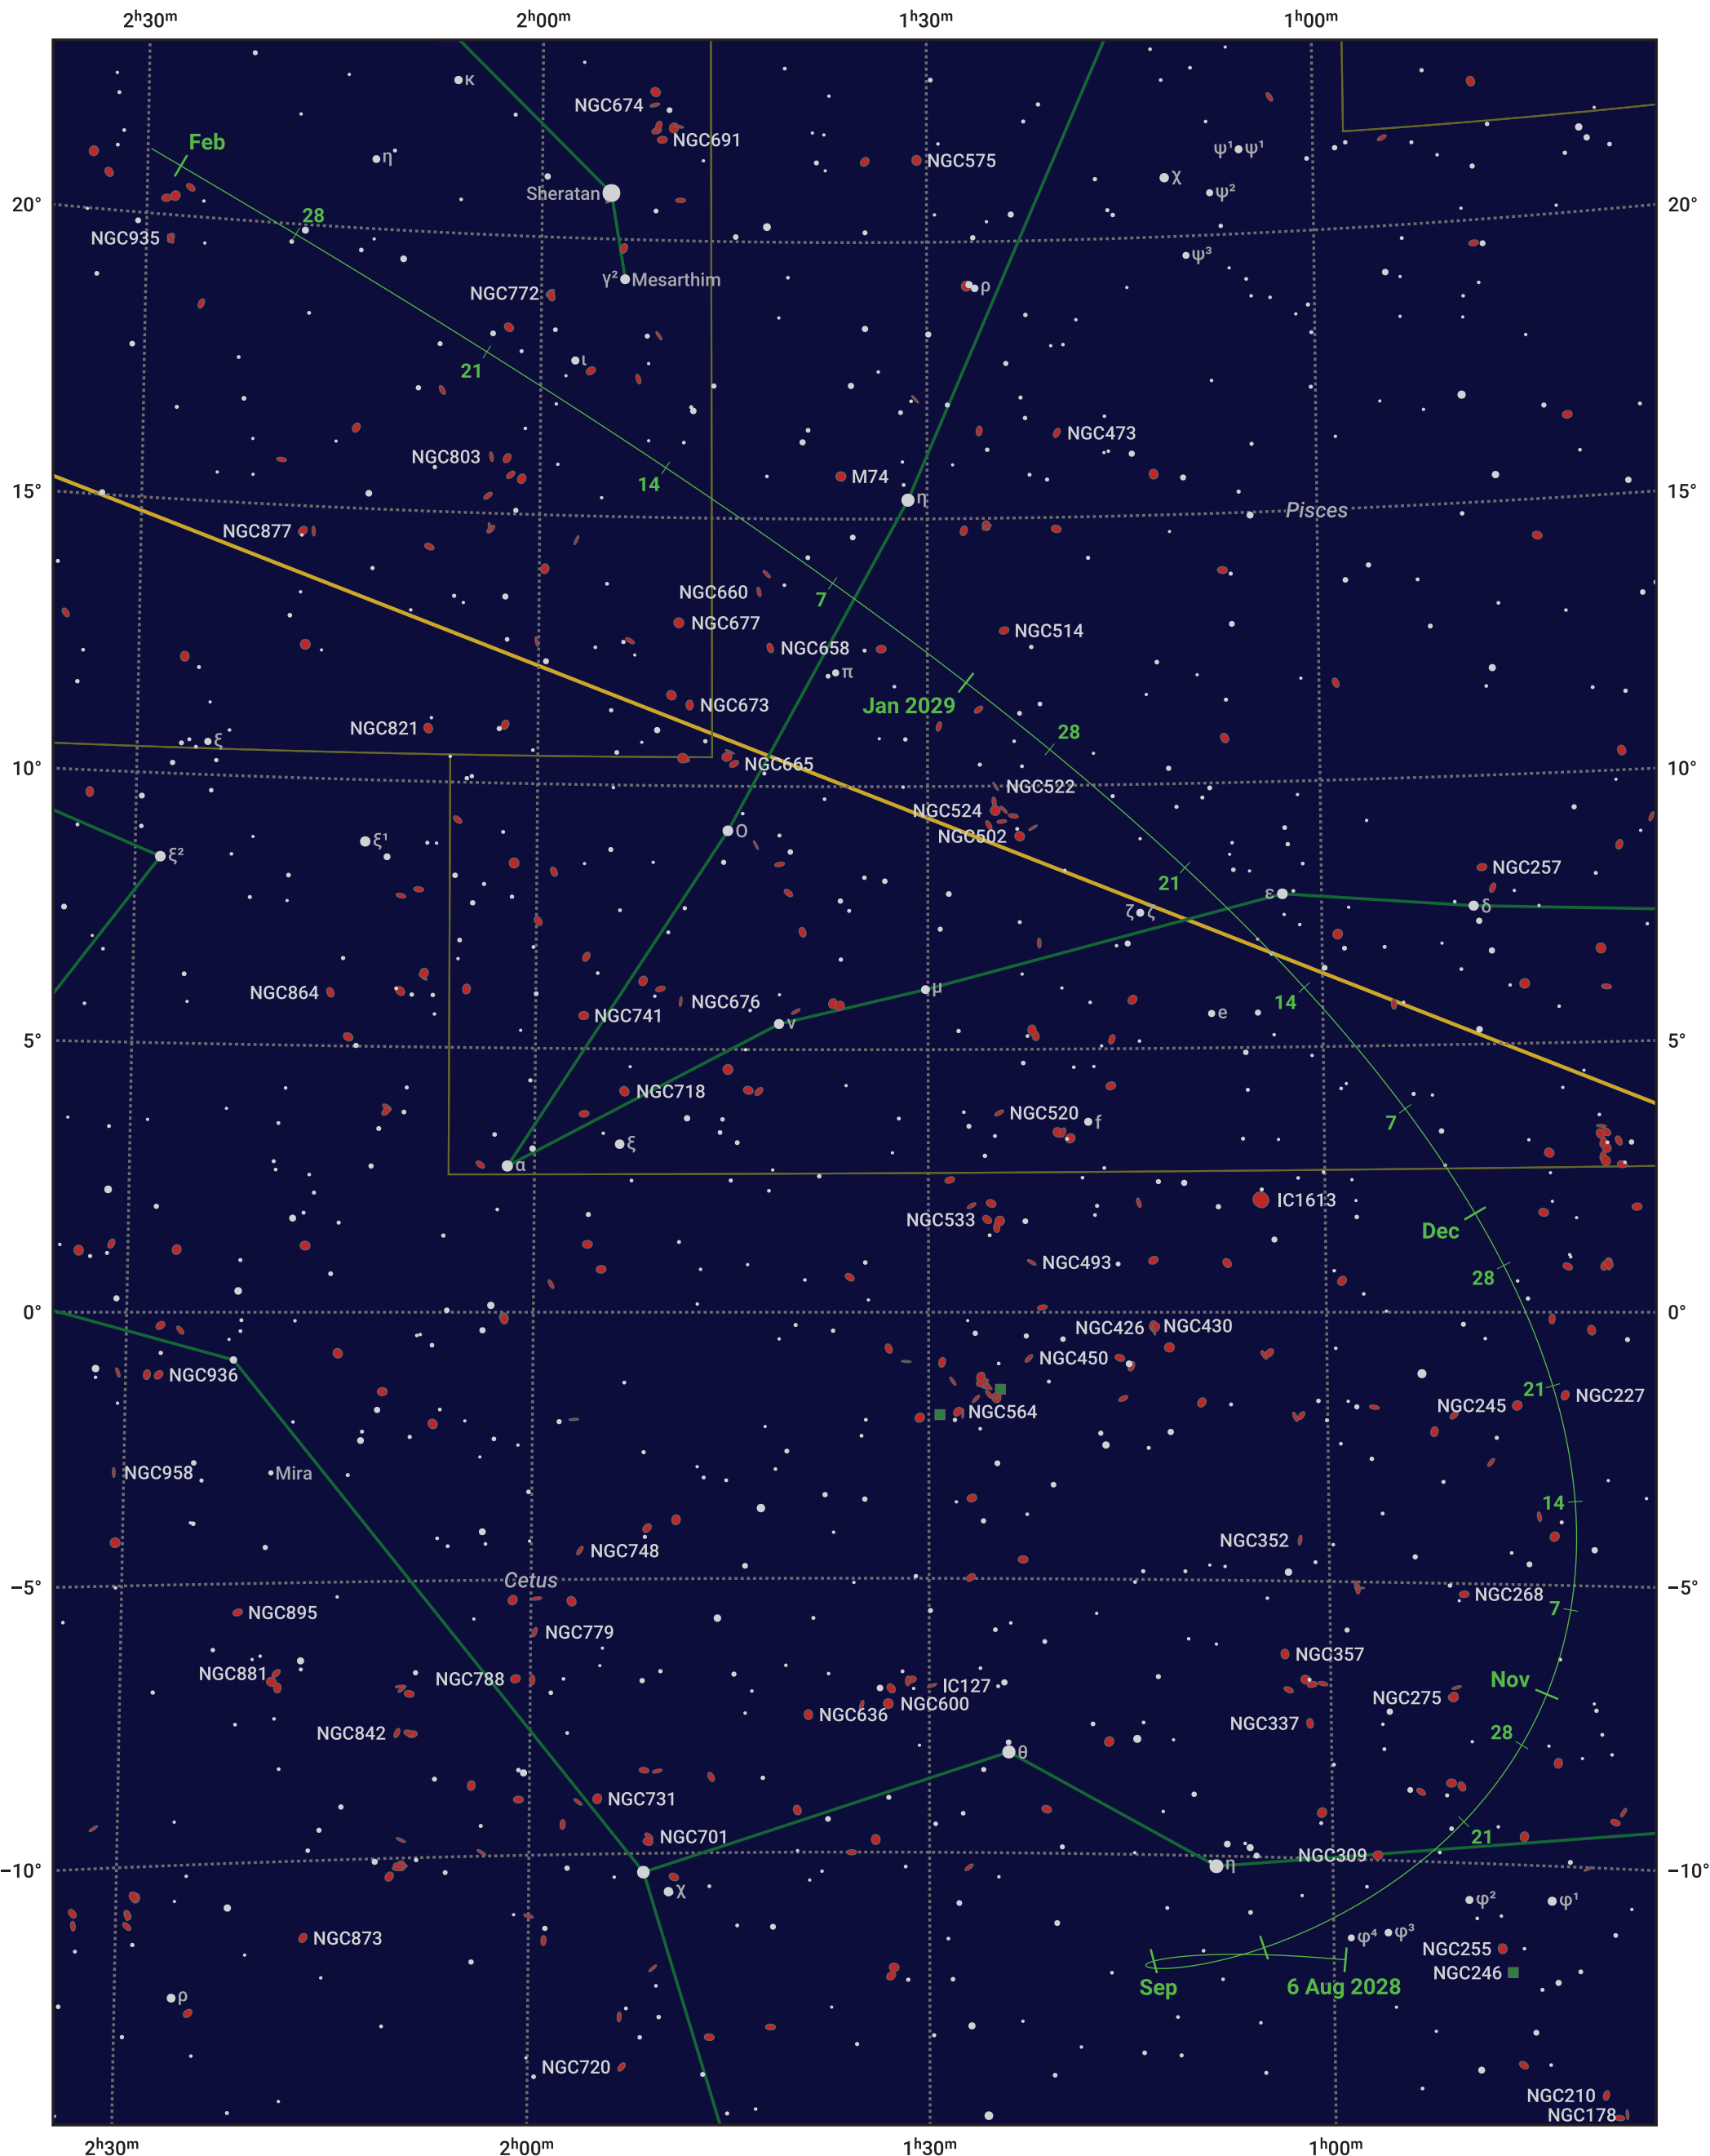 2ʰ30ᵐ 2ʰ00ᵐ 1ʰ30ᵐ 1ʰ00ᵐ
κ
NGC674
Feb
NGC691
ψ¹ ψ¹
η
NGC575
χ
Sheratan
ψ²
20° 20°
28
NGC935
ψ³
γ² Mesarthim
NGC772
ρ
ι
21
NGC473
NGC803
M74
14
15° η 15°
Pisces
NGC877
NGC660
7
NGC677
NGC514
NGC658
π
NGC673
Jan 2029
NGC821
28
ξ
NGC665
10° 10°
NGC522
NGC524
ο
NGC502
ξ¹
ξ²
NGC257
21
ε
δ
ζ ζ
μ
NGC864
NGC676
14
e
NGC741
ν
5° 5°
NGC718
NGC520
f
7
ξ
α
IC1613
NGC533
Dec
NGC493
28
0° 0°
NGC426 NGC430
NGC450
NGC936
21
NGC227
NGC245
NGC564
NGC958
Mira
14
NGC352
NGC748
Cetus
−5° −5°
NGC268
7
NGC895
NGC779
NGC357
NGC881
NGC788
Nov
IC127
NGC275
NGC600
NGC636
NGC337
NGC842
28
θ
NGC731
NGC701
21
NGC309
η
−10° −10°
χ
φ² φ¹
φ⁴ φ³
NGC873
NGC255
NGC246
Sep
6 Aug 2028
ρ
NGC720
NGC210
NGC178
2ʰ30ᵐ 2ʰ00ᵐ 1ʰ30ᵐ 1ʰ00ᵐ